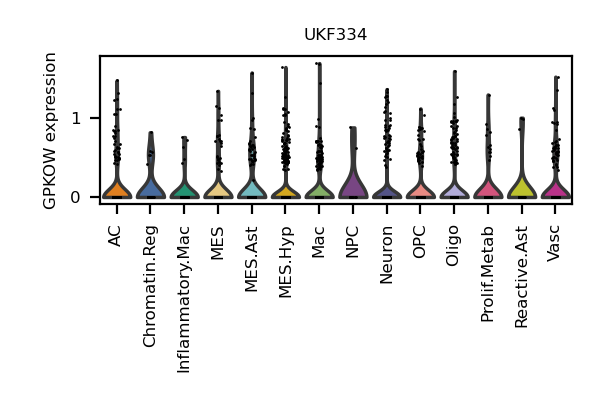 UKF334
GPKOW expression
1
0
AC
Chromatin.Reg
Inflammatory.Mac
MES
MES.Ast
MES.Hyp
Mac
NPC
Neuron
OPC
Oligo
Prolif.Metab
Reactive.Ast
Vasc